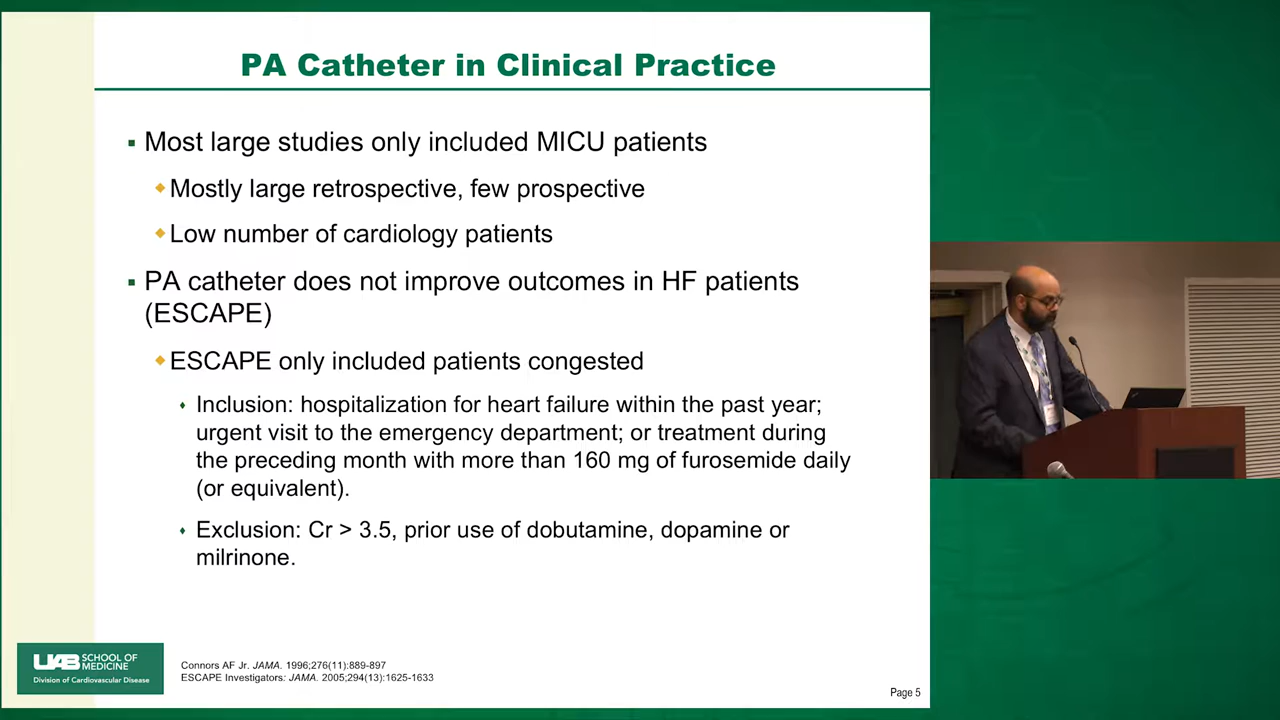 PA Catheter in Clinical Practice
Most large studies only included MICU patients
Mostly large retrospective, few prospective
Low number of cardiology patients
PA catheter does not improve outcomes in HF patients
(ESCAPE)
ESCAPE only included patients congested
Inclusion: hospitalization for heart failure within the past year;
urgent visit to the emergency department; or treatment during
the preceding month with more than 160 mg of furosemide daily
(or equivalent).
Exclusion: Cr > 3.5, prior use of dobutamine, dopamine or
milrinone.
UAB SCHOOL OF
MEDICINE
Division of Cardiovascular Disease
Connors AF Jr. JAMA. 1996;276(11):889-897
ESCAPE Investigators: JAMA. 2005;294(13):1625-1633
Page 5